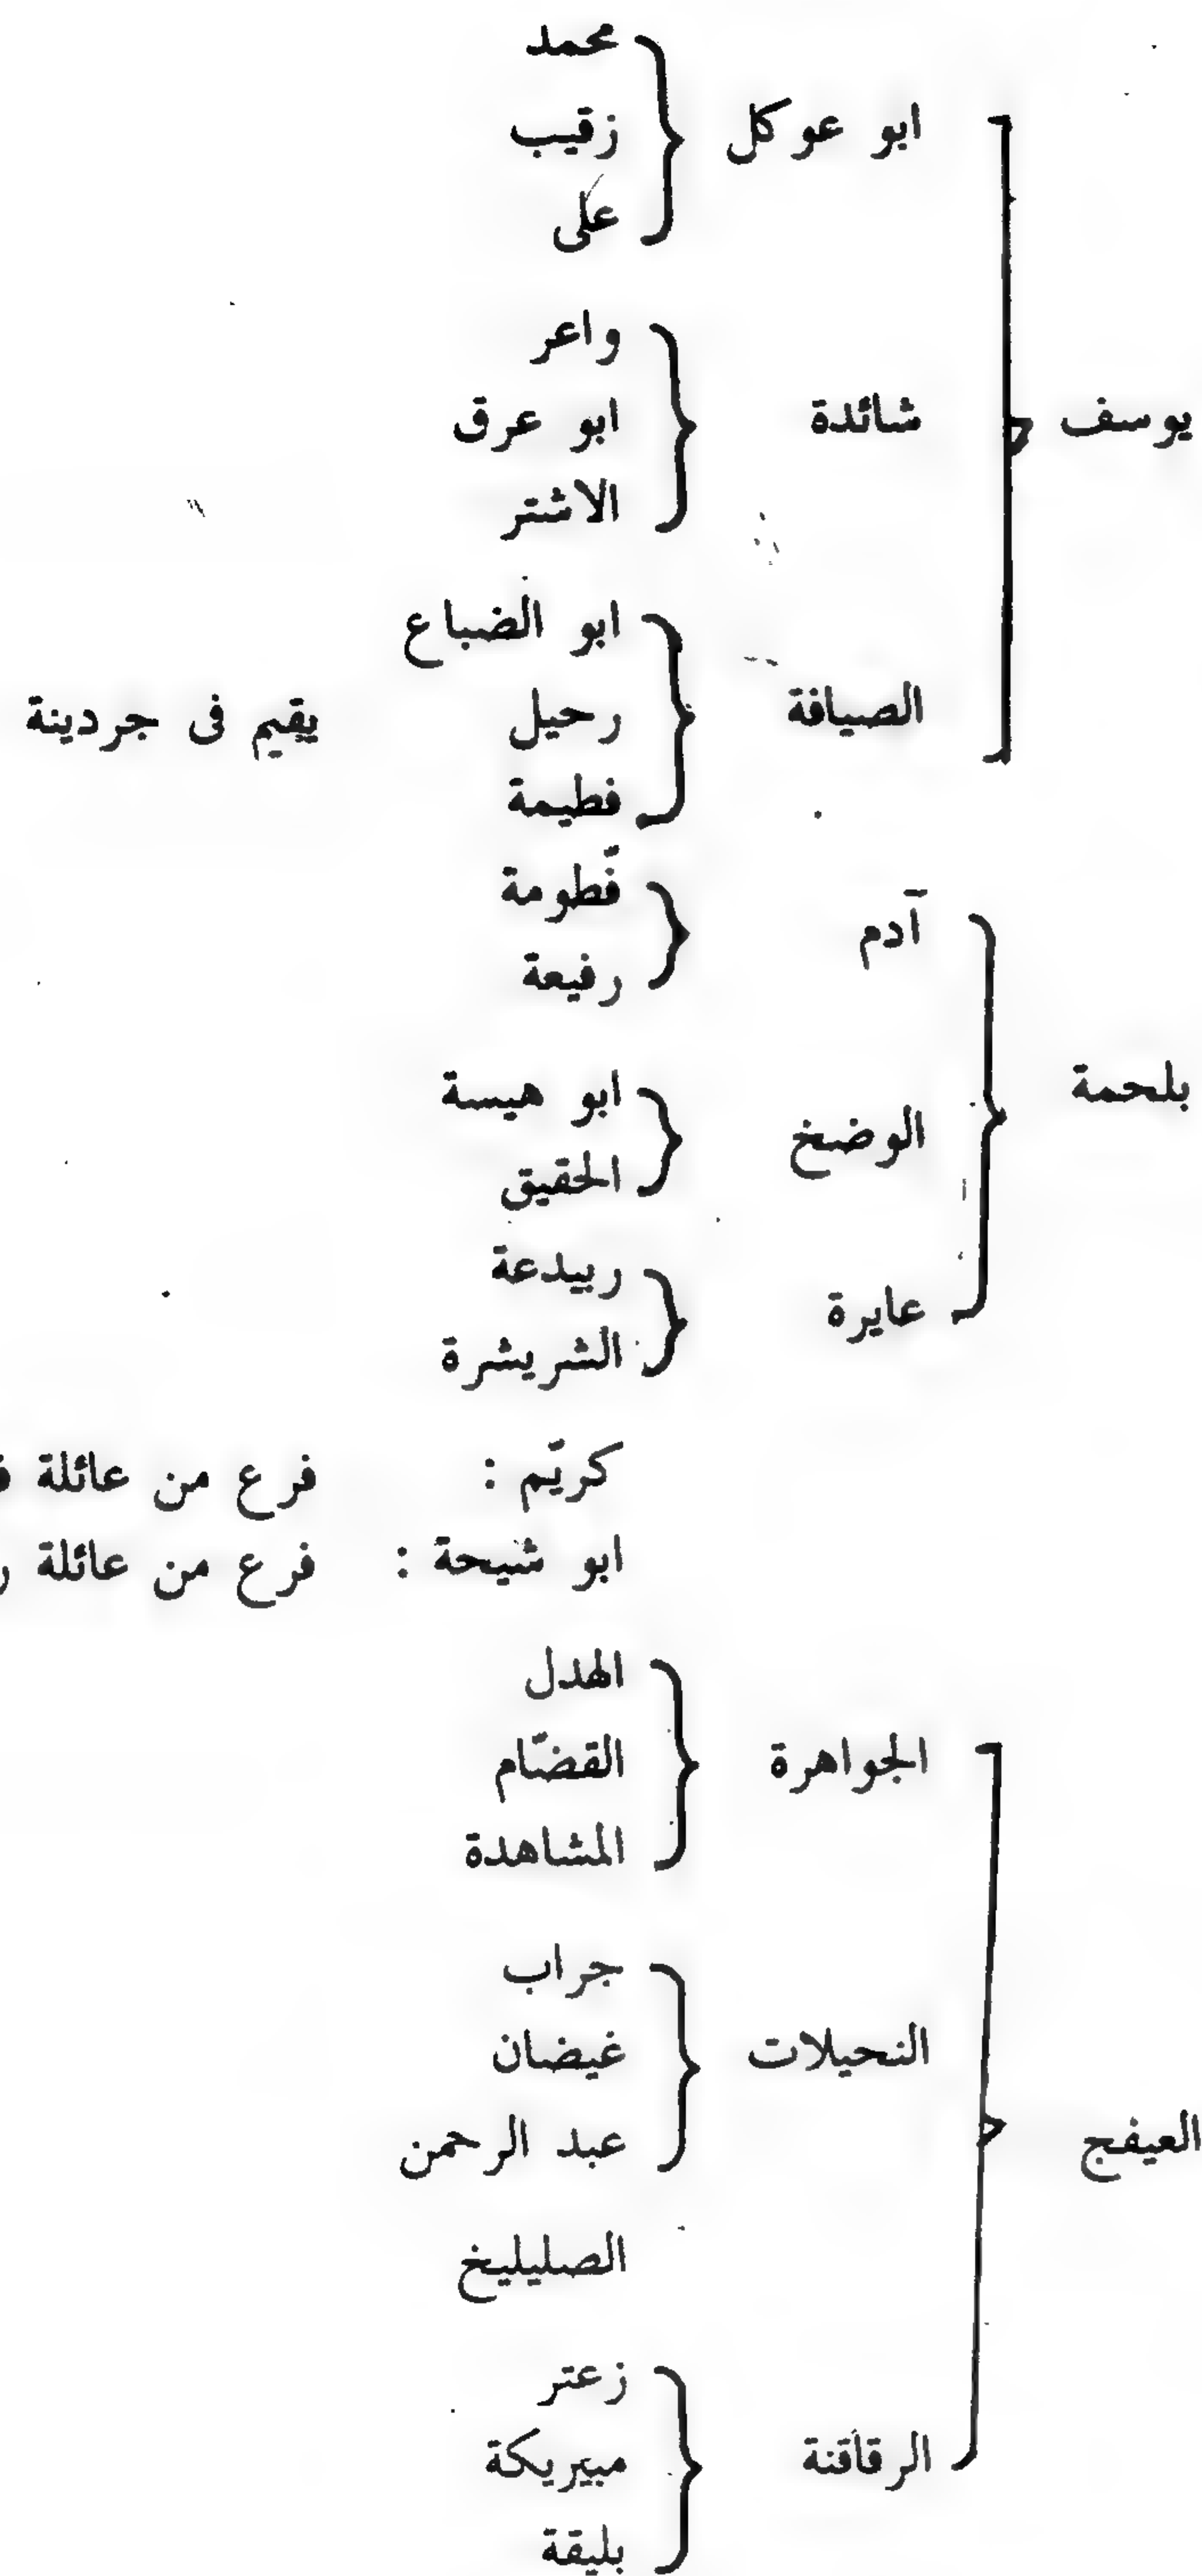 محمد
ابو عوكل
زقيب
على
واعر
يوسف
شائدة
ابو عرق
الاشتر
ابو الضباع
الصيافة
رحيل
يقيم فى جردينة
فطيمة
فطّومة
آدم
رفيعة
بلحمة
ابو هيسة
الوضخ
الحقيق
ربيدعة
عايرة
الشريشرة
كريّم : فرع من عائلة
ابو شيحة : فرع من عائلة
الهدل
الجواهرة
القضّام
المشاهدة
جراب
النحيلات
غيضان
العيفج
عبد الرحمن
الصليليخ
زعتر
الرقاقنة
مبيريكة
بليقة